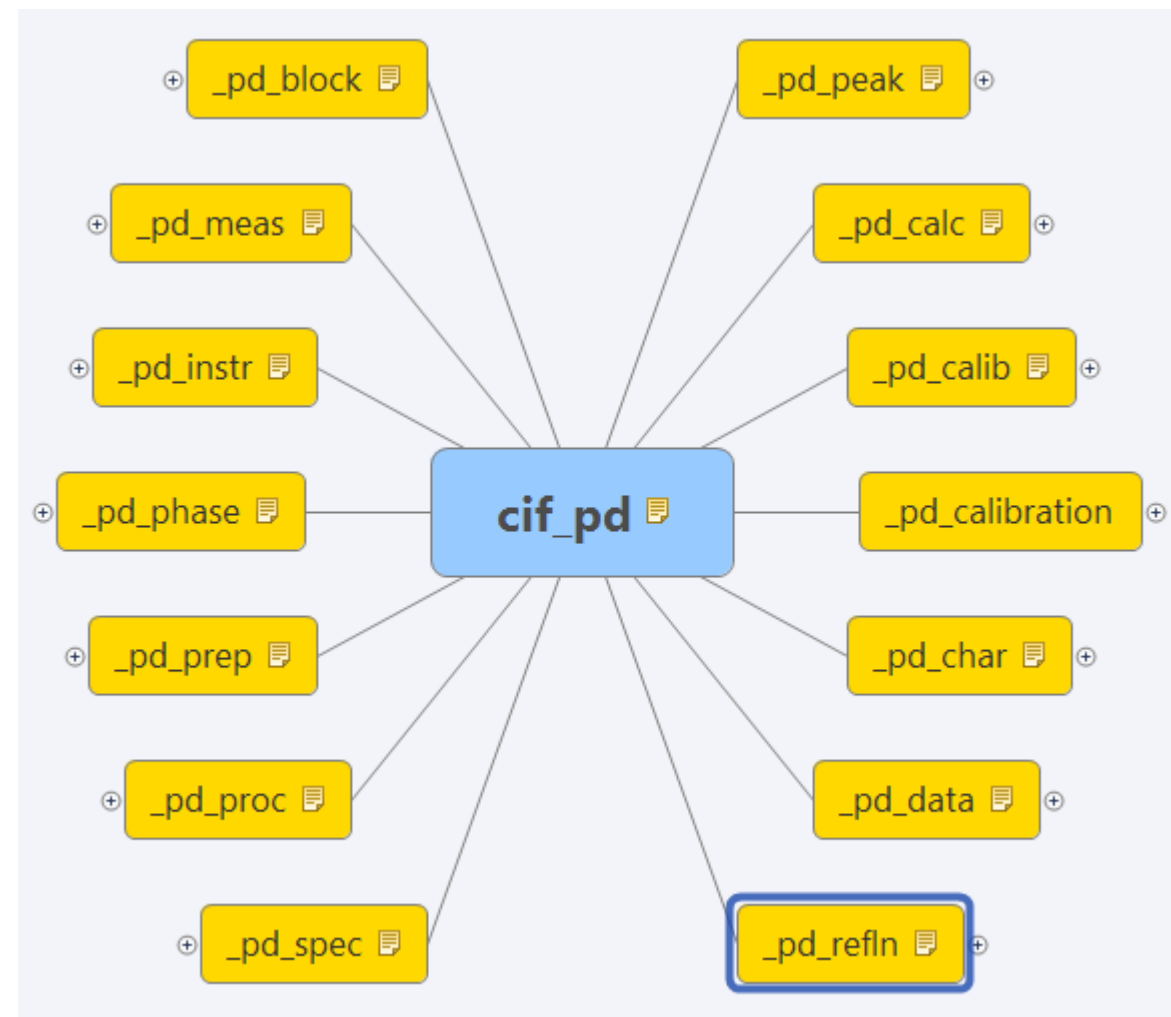 _pd_block
_pd_peak
_pd_meas
_pd_calc
_pd_instr
_pd_calib
_pd_phase
cif_pd
_pd_calibration
_pd_prep
_pd_char
_pd_proc
_pd_data
_pd_spec
_pd_refln